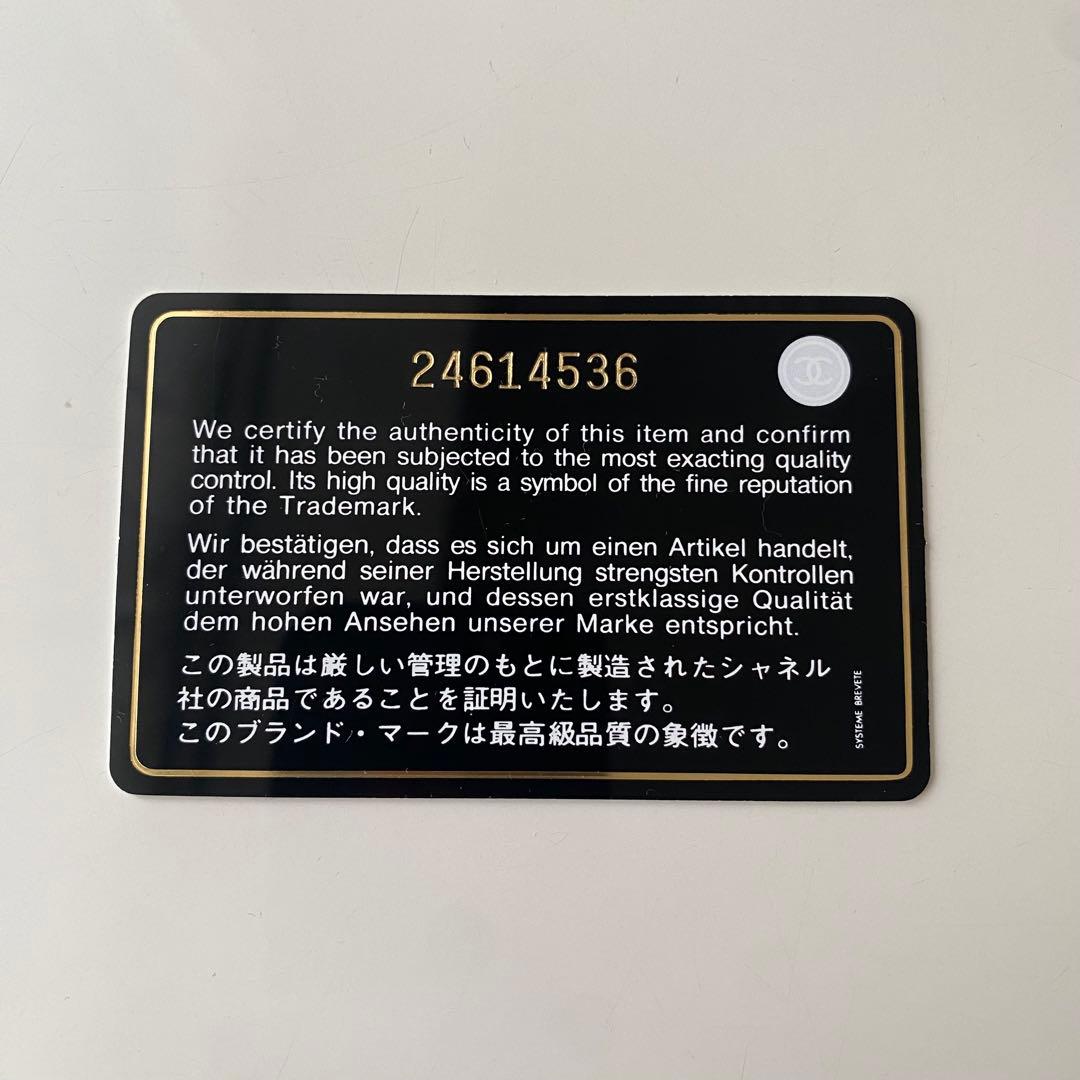 24614536
We certify the authenticity of this item and confirm
that it has been subjected to the most exacting quality
control. Its high quality is a symbol of the fine reputation
of the Trademark.
Wir bestätigen, dass es sich um einen Artikel handelt,
der während seiner Herstellung strengsten Kontrollen
unterworfen war, und dessen erstklassige Qualität
dem hohen Ansehen unserer Marke entspricht.
この製品は厳しい管理のもとに製造されたシャネル
社の商品であることを証明いたします。
このブランド・マークは最高級品質の象徴です。
SYSTEME BREVETE